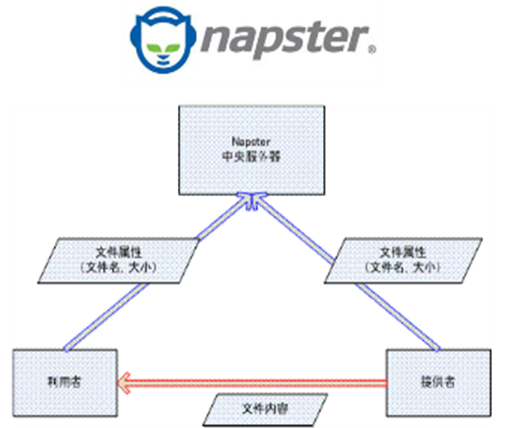 napster®
Napster
中央服务器
文件属性
（文件名，大小）
文件属性
（文件名，大小）
利用者
提供者
文件内容